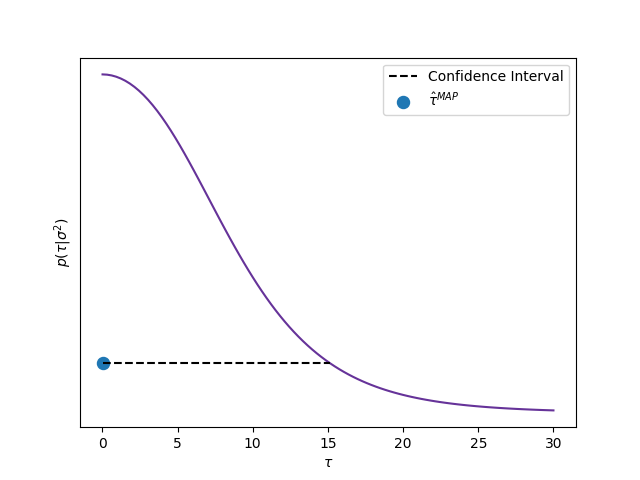 Confidence Interval
τ̂^MAP
p(τ|σ²)
0 5 10 15 20 25 30
τ